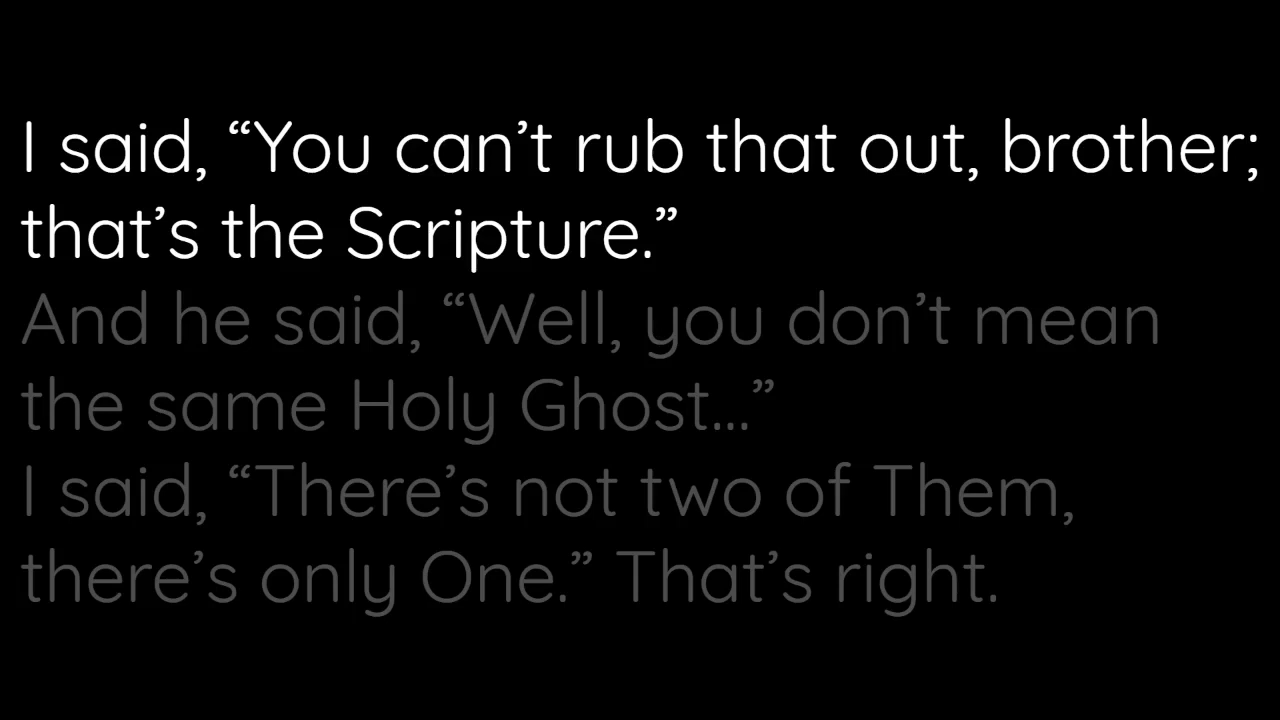 I said, “You can’t rub that out, brother;
that’s the Scripture.”
And he said, “Well, you don’t mean
the same Holy Ghost…”
I said, “There’s not two of Them,
there’s only One.” That’s right.